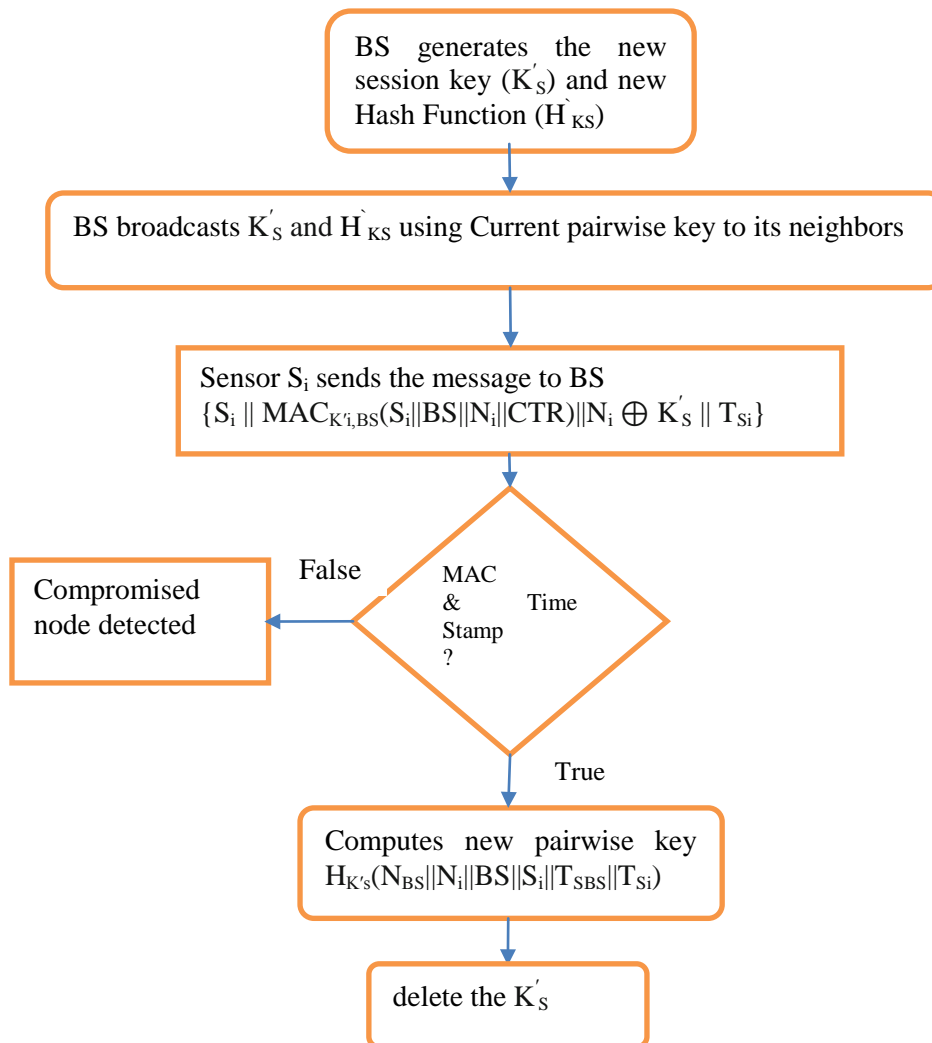 BS generates the new
session key (K'S) and new
Hash Function (H`KS)
BS broadcasts K'S and H`KS using Current pairwise key to its neighbors
Sensor Si sends the message to BS
{Si || MACK'i,BS(Si||BS||Ni||CTR)||Ni ⊕ K'S || TSi}
False
MAC
& Time
Stamp
?
Compromised
node detected
True
Computes new pairwise key
HK's(NBS||Ni||BS||Si||TSBS||TSi)
delete the K'S